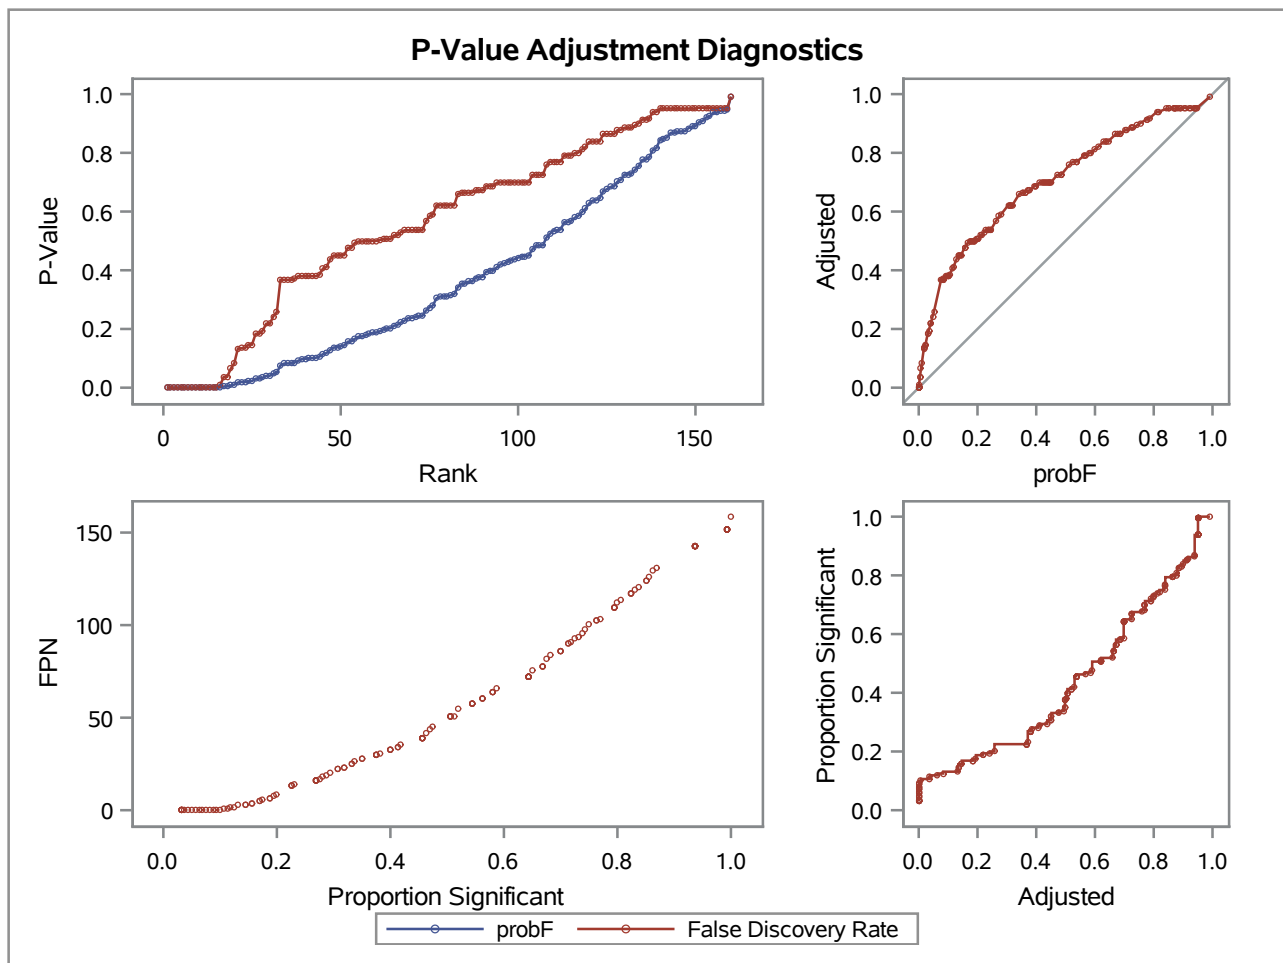 P-Value Adjustment Diagnostics
P-Value
1.0
0.8
0.6
0.4
0.2
0.0
0 50 100 150
Rank
Adjusted
1.0
0.8
0.6
0.4
0.2
0.0
0.0 0.2 0.4 0.6 0.8 1.0
probF
FPN
150
100
50
0
0.0 0.2 0.4 0.6 0.8 1.0
Proportion Significant
Proportion Significant
1.0
0.8
0.6
0.4
0.2
0.0
0.0 0.2 0.4 0.6 0.8 1.0
Adjusted
probF False Discovery Rate